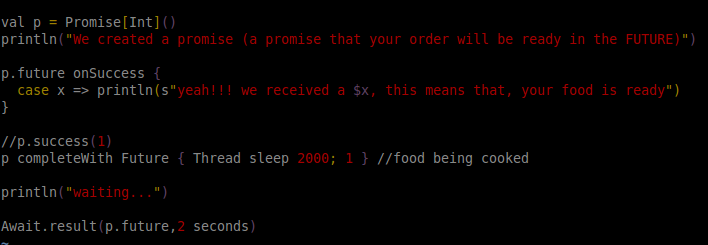 val p = Promise[Int]()
println("We created a promise (a promise that your order will be ready in the FUTURE)")
p.future onSuccess {
case x => println(s"yeah!!! we received a $x, this means that, your food is ready")
}
//p.success(1)
p completeWith Future { Thread sleep 2000; 1 } //food being cooked
println("waiting...")
Await.result(p.future,2 seconds)
~